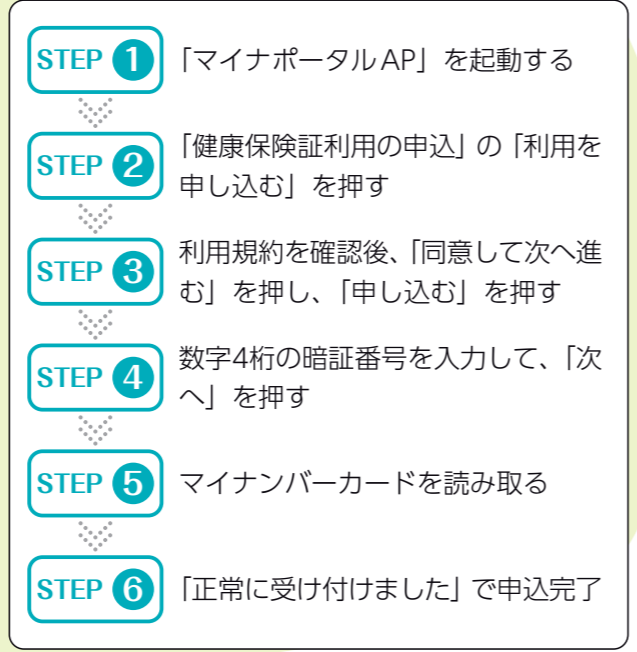 STEP 1 「マイナポータルAP」を起動する
STEP 2 「健康保険証利用の申込」の「利用を
申し込む」を押す
STEP 3 利用規約を確認後、「同意して次へ進
む」を押し、「申し込む」を押す
STEP 4 数字4桁の暗証番号を入力して、「次
へ」を押す
STEP 5 マイナンバーカードを読み取る
STEP 6 「正常に受け付けました」で申込完了